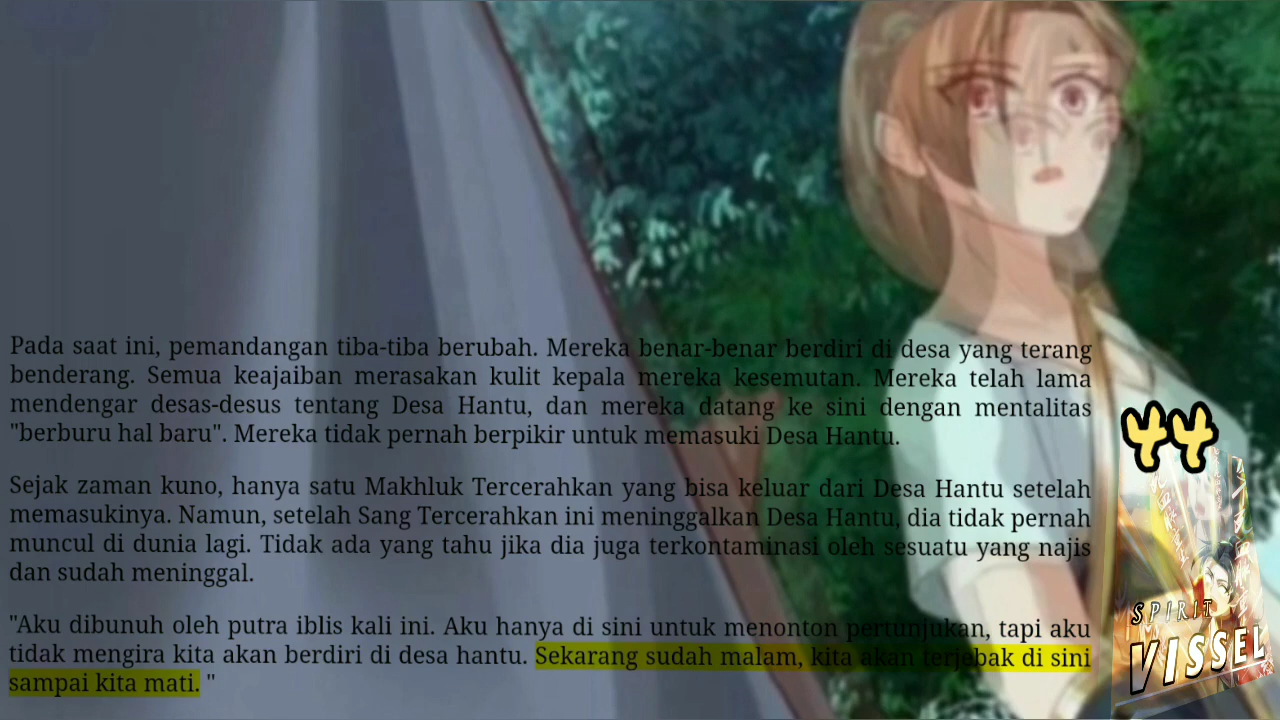 Pada saat ini, pemandangan tiba-tiba berubah. Mereka benar-benar berdiri di desa yang terang
benderang. Semua keajaiban merasakan kulit kepala mereka kesemutan. Mereka telah lama
mendengar desas-desus tentang Desa Hantu, dan mereka datang ke sini dengan mentalitas
"berburu hal baru". Mereka tidak pernah berpikir untuk memasuki Desa Hantu.
Sejak zaman kuno, hanya satu Makhluk Tercerahkan yang bisa keluar dari Desa Hantu setelah
memasukinya. Namun, setelah Sang Tercerahkan ini meninggalkan Desa Hantu, dia tidak pernah
muncul di dunia lagi. Tidak ada yang tahu jika dia juga terkontaminasi oleh sesuatu yang najis
dan sudah meninggal.
"Aku dibunuh oleh putra iblis kali ini. Aku hanya di sini untuk menonton pertunjukan, tapi aku
tidak mengira kita akan berdiri di desa hantu. Sekarang sudah malam, kita akan terjebak di sini
sampai kita mati. "
44
SPIRIT
VISSEL